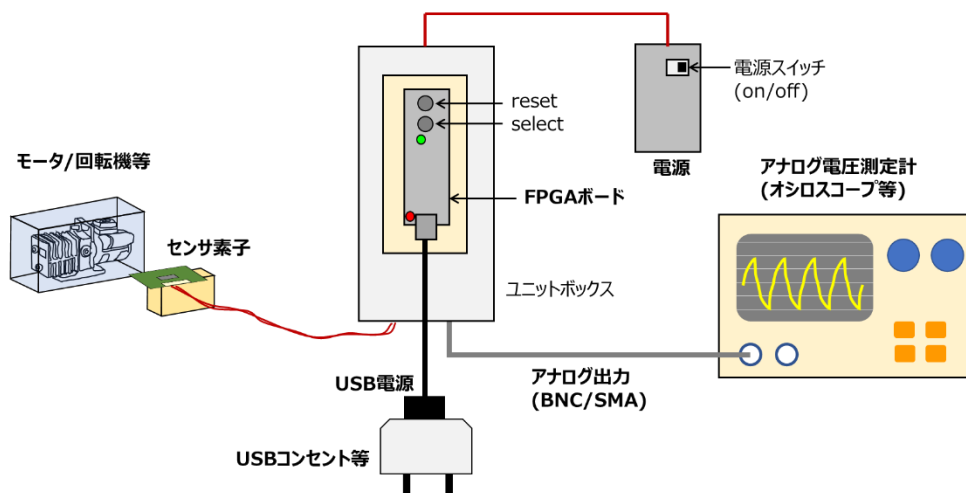 電源スイッチ
(on/off)
reset
select
電源
モータ/回転機等
アナログ電圧測定計
(オシロスコープ等)
FPGAボード
センサ素子
ユニットボックス
USB電源
アナログ出力
(BNC/SMA)
USBコンセント等